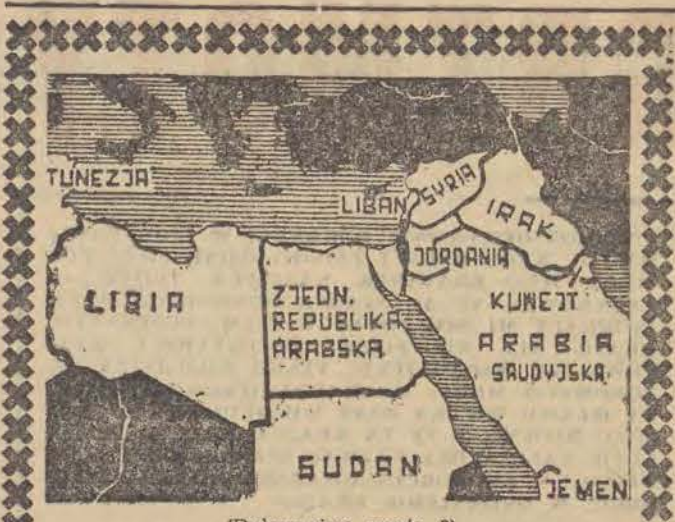 TUNEZJA
LIBAN
SYRIA
IRAK
JORDANIA
LIBIA
ZJEDN.
REPUBLIKA
ARABSKA
KUWEJT
ARABIA
SAUDYJSKA
SUDAN
JEMEN